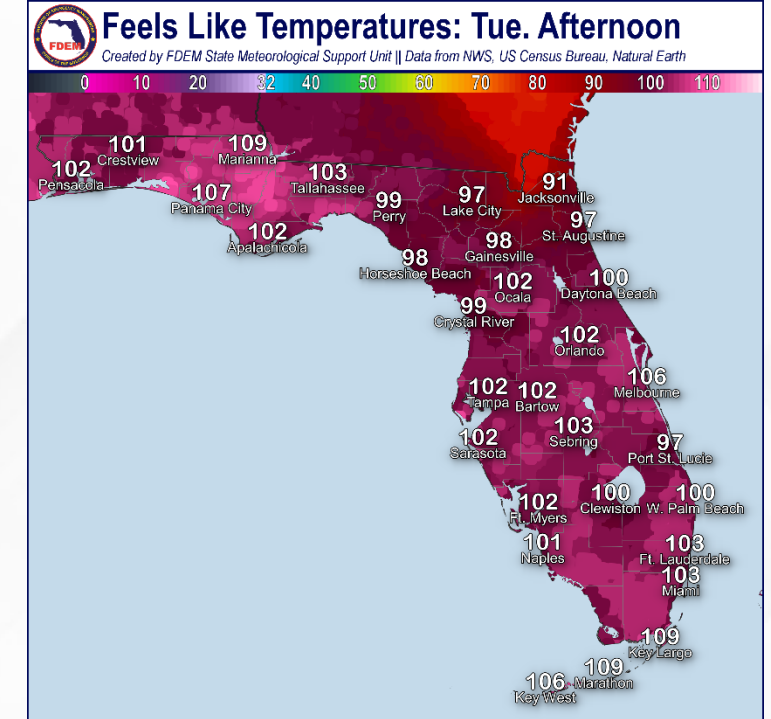 FDEM
Feels Like Temperatures: Tue. Afternoon
Created by FDEM State Meteorological Support Unit || Data from NWS, US Census Bureau, Natural Earth
0 10 20 32 40 50 60 70 80 90 100 110
101
Crestview
109
Marianna
102
Pensacola
103
Tallahassee
107
Panama City
99
Perry
97
Lake City
91
Jacksonville
102
Apalachicola
97
St. Augustine
98
Gainesville
98
Horseshoe Beach
102
Ocala
100
Daytona Beach
99
Crystal River
102
Orlando
106
Melbourne
102
Tampa
102
Bartow
103
Sebring
102
Sarasota
97
Port St. Lucie
102
Ft. Myers
100
Clewiston
100
W. Palm Beach
101
Naples
103
Ft. Lauderdale
103
Miami
109
Key Largo
109
Marathon
106
Key West